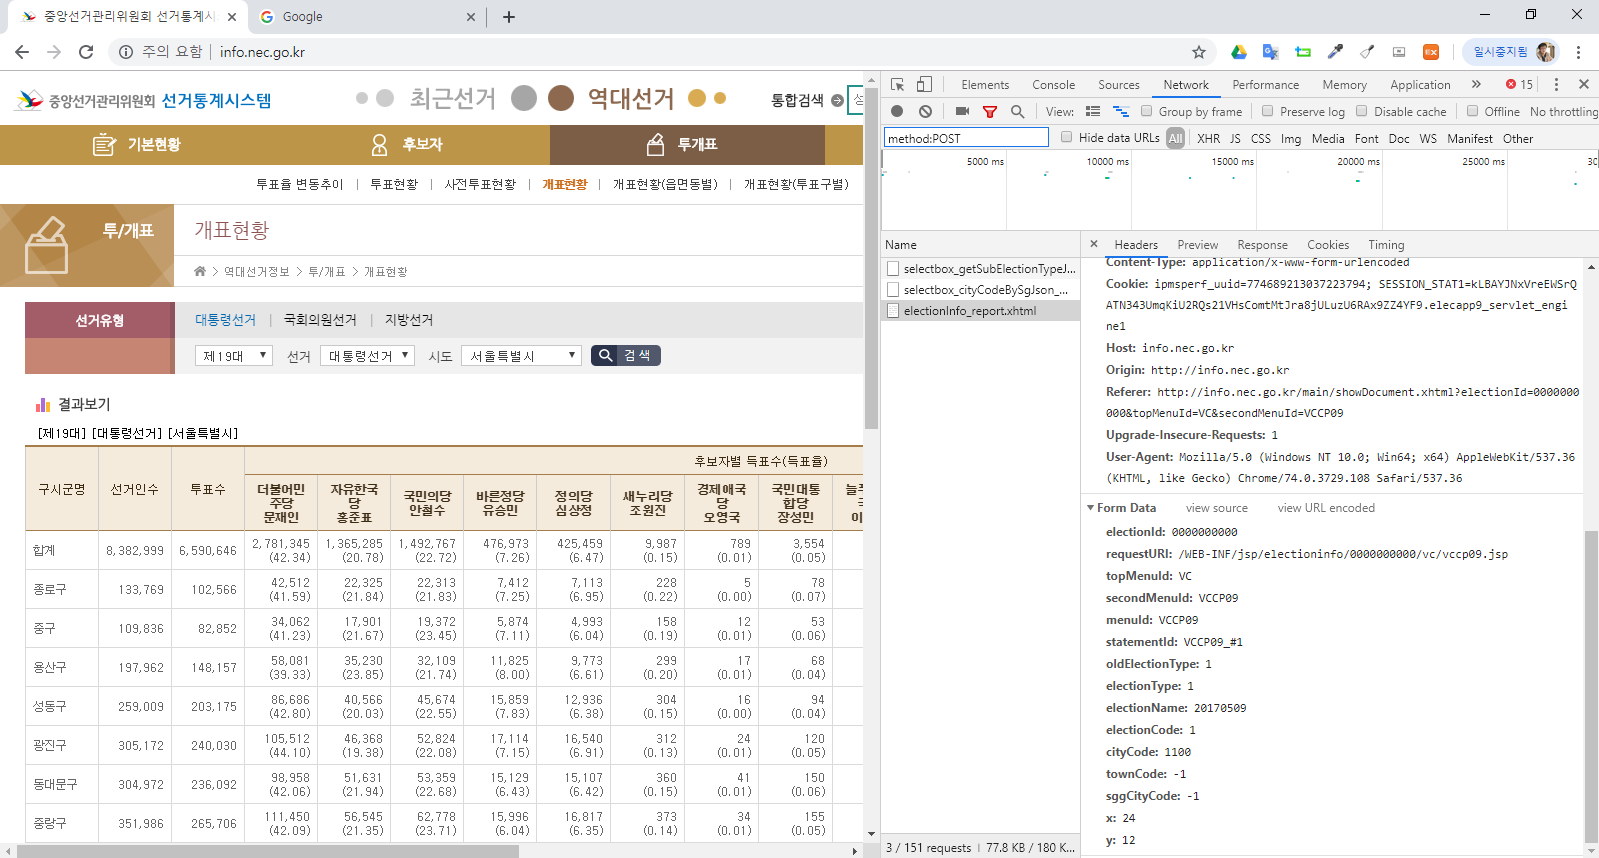 중앙선거관리위원회 선거통계시스
Google
주의 요함 info.nec.go.kr
일시중지됨
중앙선거관리위원회 선거통계시스템
최근선거 역대선거 통합검색
기본현황 후보자 투개표
투표율 변동추이 | 투표현황 | 사전투표현황 | 개표현황 | 개표현황(읍면동별) | 개표현황(투표구별)
투/개표 개표현황
역대선거정보 > 투/개표 > 개표현황
선거유형 대통령선거 | 국회의원선거 | 지방선거
제19대 선거 대통령선거 시도 서울특별시 검색
결과보기
[제19대] [대통령선거] [서울특별시]
구시군명 선거인수 투표수 후보자별 득표수(득표율)
더불어민주당 문재인 자유한국당 홍준표 국민의당 안철수 바른정당 유승민 정의당 심상정 새누리당 조원진 경제애국당 오영국 국민대통합당 장성민
합계 8,382,999 6,590,646 2,781,345 1,365,285 1,492,767 476,973 425,459 9,987 789 3,554
(42.34) (20.78) (22.72) (7.26) (6.47) (0.15) (0.01) (0.05)
종로구 133,769 102,566 42,512 22,325 22,313 7,412 7,113 228 5 78
(41.59) (21.84) (21.83) (7.25) (6.95) (0.22) (0.00) (0.07)
중구 109,836 82,852 34,062 17,901 19,372 5,874 4,993 158 12 53
(41.23) (21.67) (23.45) (7.11) (6.04) (0.19) (0.01) (0.06)
용산구 197,962 148,157 58,081 35,230 32,109 11,825 9,773 299 17 68
(39.33) (23.85) (21.74) (8.00) (6.61) (0.20) (0.01) (0.04)
성동구 259,009 203,175 86,686 40,566 45,674 15,859 12,936 304 16 94
(42.80) (20.03) (22.55) (7.83) (6.38) (0.15) (0.00) (0.04)
광진구 305,172 240,030 105,512 46,368 52,824 17,114 16,540 312 24 120
(44.10) (19.38) (22.08) (7.15) (6.91) (0.13) (0.01) (0.05)
동대문구 304,972 236,092 98,958 51,631 53,359 15,129 15,107 360 41 150
(42.06) (21.94) (22.68) (6.43) (6.42) (0.15) (0.01) (0.06)
중랑구 351,986 265,706 111,450 56,545 62,778 15,996 16,817 373 34 155
(42.09) (21.35) (23.71) (6.04) (6.35) (0.14) (0.01) (0.05)
Elements Console Sources Network Performance Memory Application » 15
View: Group by frame Preserve log Disable cache Offline No throttling
method:POST Hide data URLs All XHR JS CSS Img Media Font Doc WS Manifest Other
5000 ms 10000 ms 15000 ms 20000 ms 25000 ms
Name
selectbox_getSubElectionTypeJ...
selectbox_cityCodeBySgJson_...
electionInfo_report.xhtml
3 / 151 requests | 77.8 KB / 180 K...
Headers Preview Response Cookies Timing
Content-Type: application/x-www-form-urlencoded
Cookie: ipmsperf_uuid=774689213037223794; SESSION_STAT1=kLBAYJNxVreEWSrQ
ATN343UmqKiU2RQs21VHsComtMtJra8jULuzU6RAx9ZZ4YF9.elecapp9_servlet_engi
ne1
Host: info.nec.go.kr
Origin: http://info.nec.go.kr
Referer: http://info.nec.go.kr/main/showDocument.xhtml?electionId=0000000
000&topMenuId=VC&secondMenuId=VCCP09
Upgrade-Insecure-Requests: 1
User-Agent: Mozilla/5.0 (Windows NT 10.0; Win64; x64) AppleWebKit/537.36
(KHTML, like Gecko) Chrome/74.0.3729.108 Safari/537.36
Form Data view source view URL encoded
electionId: 0000000000
requestURI: /WEB-INF/jsp/electioninfo/0000000000/vc/vccp09.jsp
topMenuId: VC
secondMenuId: VCCP09
menuId: VCCP09
statementId: VCCP09_#1
oldElectionType: 1
electionType: 1
electionName: 20170509
electionCode: 1
cityCode: 1100
townCode: -1
sggCityCode: -1
x: 24
y: 12